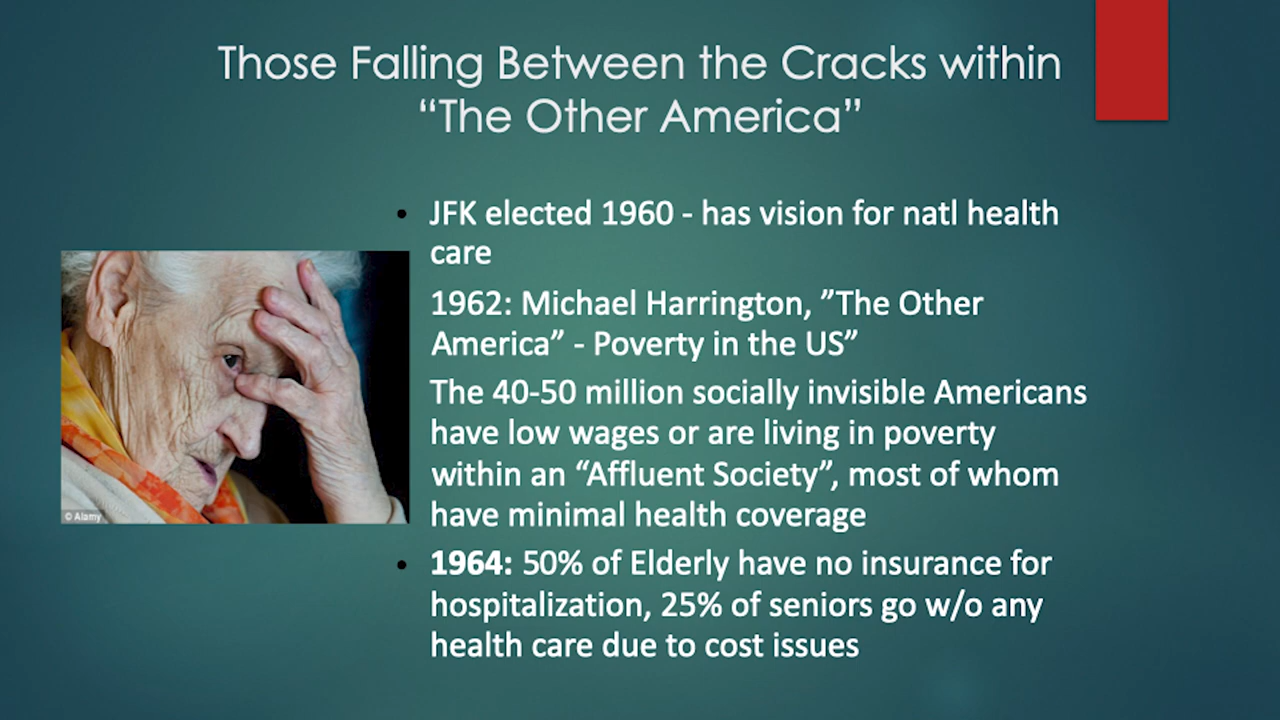 Those Falling Between the Cracks within
“The Other America”
• JFK elected 1960 - has vision for natl health
care
1962: Michael Harrington, ”The Other
America” - Poverty in the US”
The 40-50 million socially invisible Americans
have low wages or are living in poverty
within an “Affluent Society”, most of whom
have minimal health coverage
© Alamy
• 1964: 50% of Elderly have no insurance for
hospitalization, 25% of seniors go w/o any
health care due to cost issues